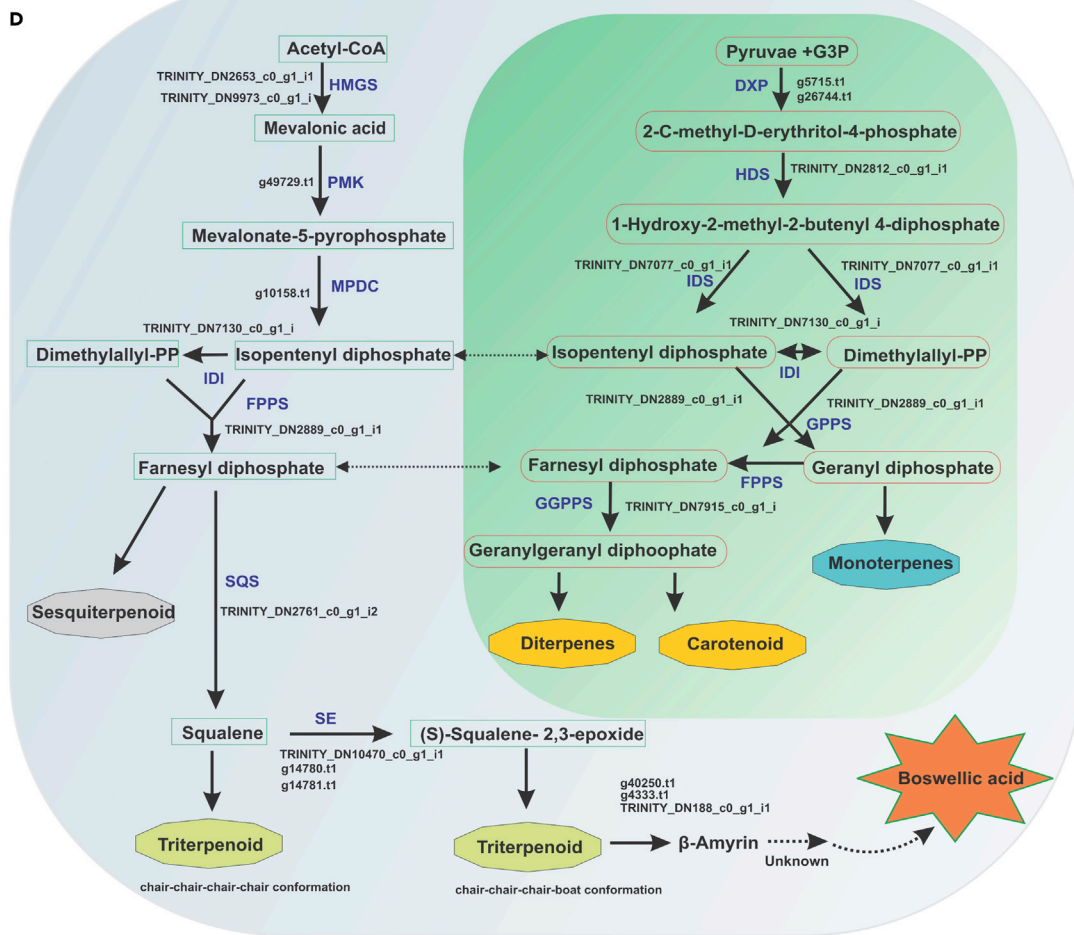 D
Acetyl-CoA
TRINITY_DN2653_c0_g1_i1
HMGS
TRINITY_DN9973_c0_g1_i
Mevalonic acid
g49729.t1
PMK
Mevalonate-5-pyrophosphate
MPDC
g10158.t1
TRINITY_DN7130_c0_g1_i
Dimethylallyl-PP
Isopentenyl diphosphate
IDI
FPPS
TRINITY_DN2889_c0_g1_i1
Farnesyl diphosphate
SQS
Sesquiterpenoid
TRINITY_DN2761_c0_g1_i2
Squalene
SE
(S)-Squalene- 2,3-epoxide
TRINITY_DN10470_c0_g1_i1
g14780.t1
g14781.t1
Triterpenoid
chair-chair-chair-chair conformation
Triterpenoid
chair-chair-chair-boat conformation
g40250.t1
g4333.t1
TRINITY_DN188_c0_g1_i1
β-Amyrin
Unknown
Boswellic acid
Pyruvae +G3P
DXP
g5715.t1
g26744.t1
2-C-methyl-D-erythritol-4-phosphate
HDS
TRINITY_DN2812_c0_g1_i1
1-Hydroxy-2-methyl-2-butenyl 4-diphosphate
TRINITY_DN7077_c0_g1_i1
IDS
TRINITY_DN7077_c0_g1_i1
IDS
TRINITY_DN7130_c0_g1_i
Isopentenyl diphosphate
IDI
Dimethylallyl-PP
TRINITY_DN2889_c0_g1_i1
TRINITY_DN2889_c0_g1_i1
GPPS
Farnesyl diphosphate
FPPS
Geranyl diphosphate
GGPPS
TRINITY_DN7915_c0_g1_i
Geranylgeranyl diphoophate
Monoterpenes
Diterpenes
Carotenoid